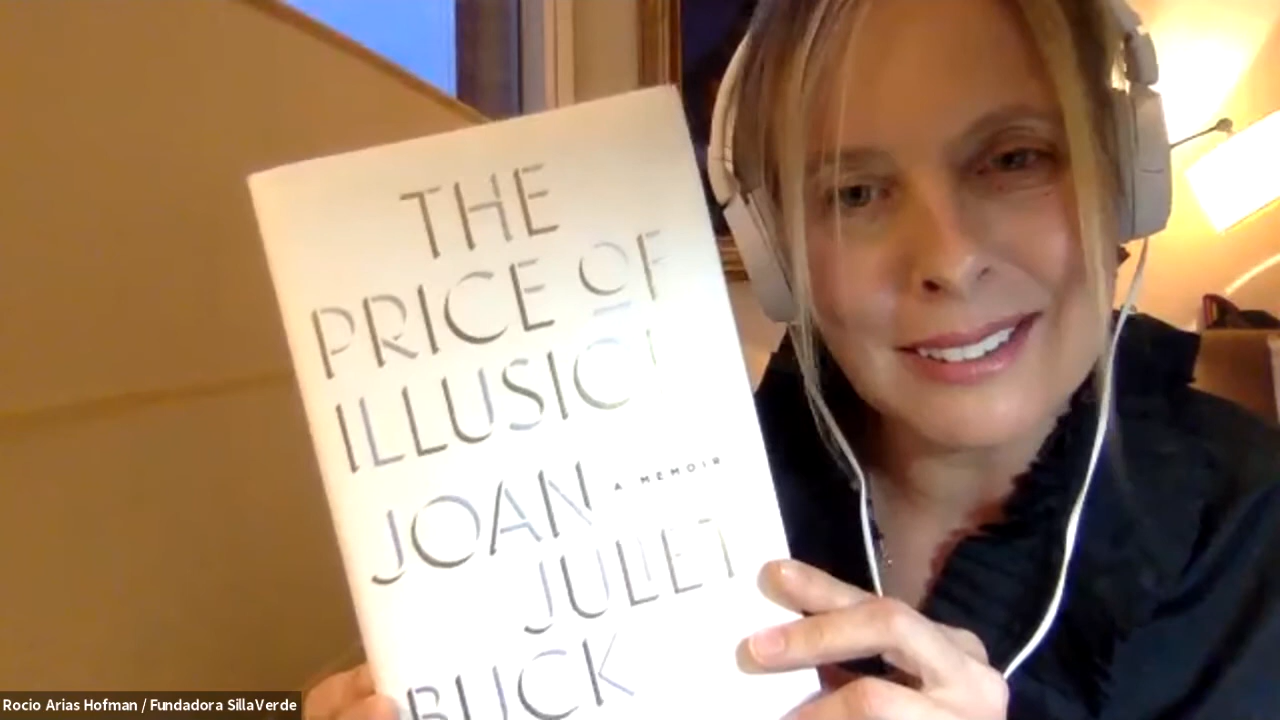 THE
PRICE OF
ILLUSION
JOAN
A MEMOIR
JULIET
BUCK
Rocio Arias Hofman / Fundadora SillaVerde